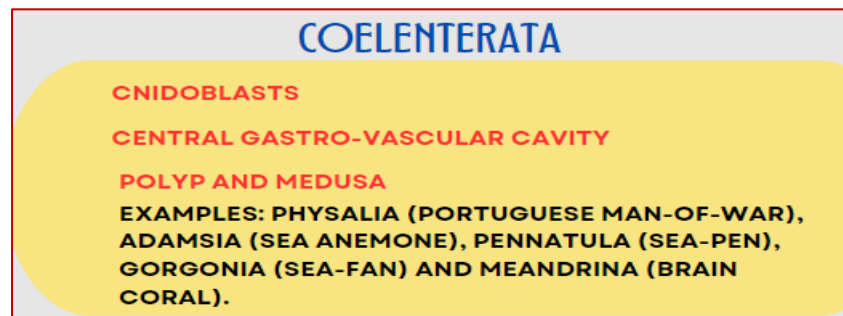 COELENTERATA
CNIDOBLASTS
CENTRAL GASTRO-VASCULAR CAVITY
POLYP AND MEDUSA
EXAMPLES: PHYSALIA (PORTUGUESE MAN-OF-WAR),
ADAMSIA (SEA ANEMONE), PENNATULA (SEA-PEN),
GORGONIA (SEA-FAN) AND MEANDRINA (BRAIN
CORAL).